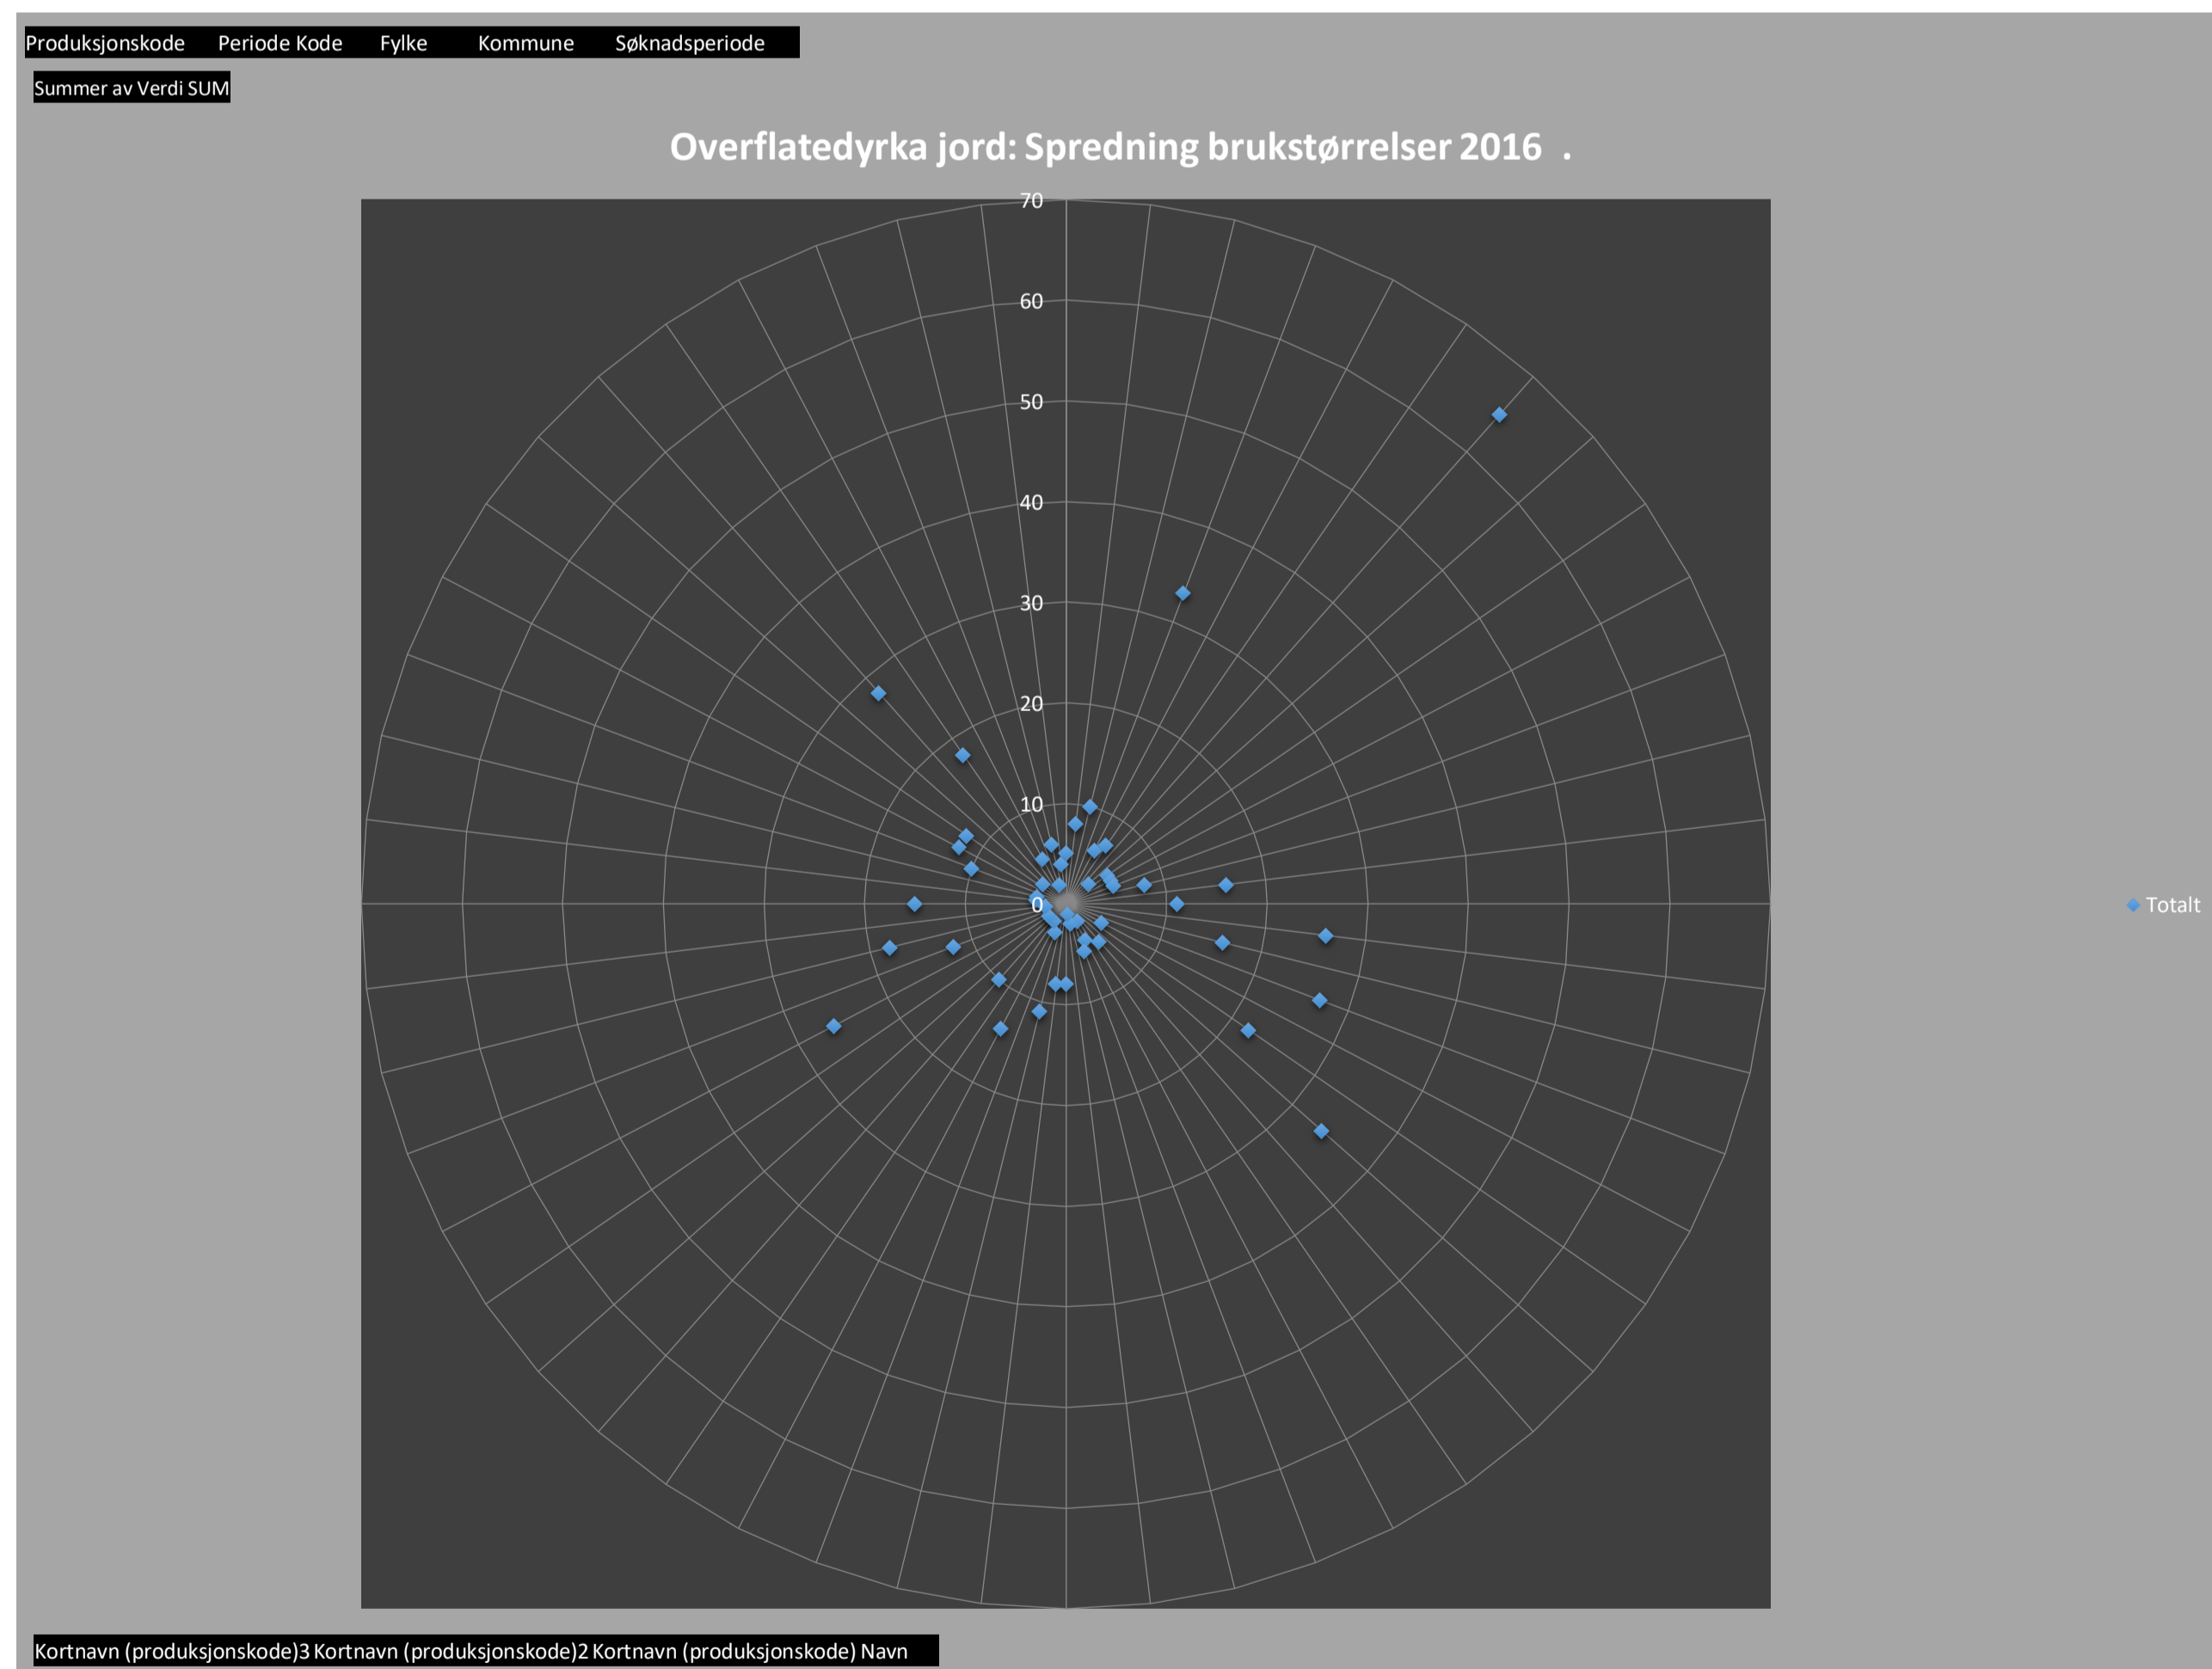 Produksjonskode Periode Kode Fylke Kommune Søknadsperiode
Summer av Verdi SUM
Overflatedyrka jord: Spredning brukstørrelser 2016 .
70
60
50
40
30
20
10
0
Totalt
Kortnavn (produksjonskode)3 Kortnavn (produksjonskode)2 Kortnavn (produksjonskode) Navn